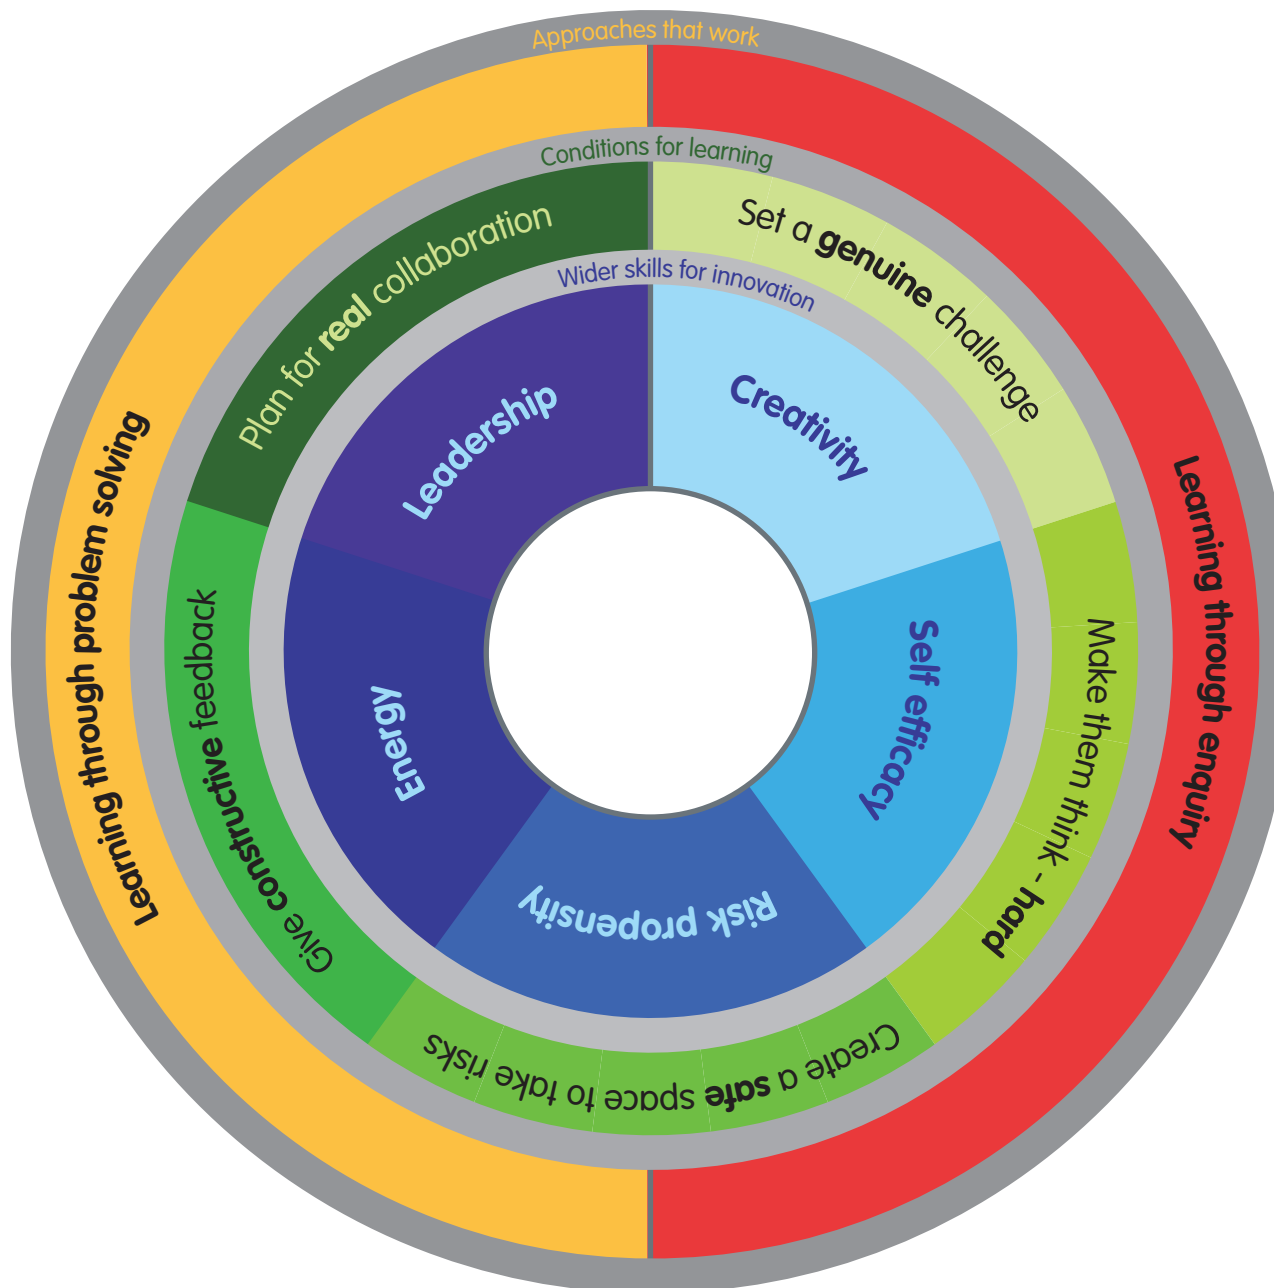 Approaches that work
Learning through enquiry
Learning through problem solving
Conditions for learning
Set a genuine challenge
Make them think - hard
Create a safe space to take risks
Give constructive feedback
Plan for real collaboration
Wider skills for innovation
Creativity
Self efficacy
Risk propensity
Energy
Leadership